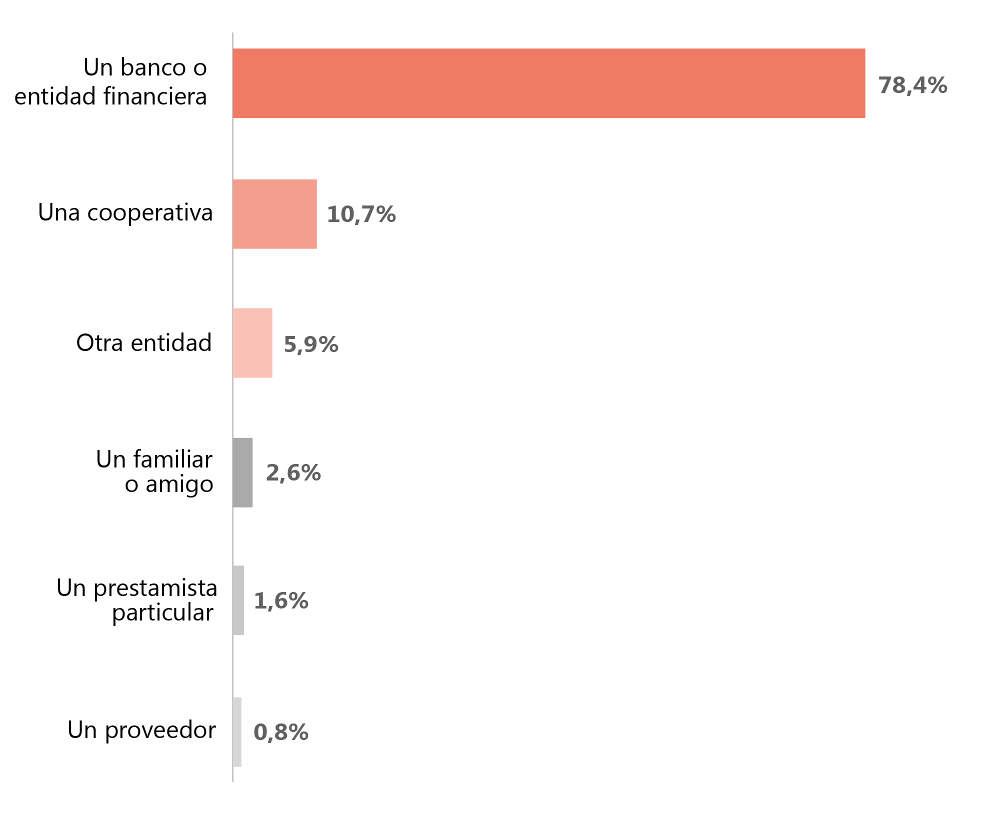 Un banco o
entidad financiera
78,4%
Una cooperativa
10,7%
Otra entidad
5,9%
Un familiar
o amigo
2,6%
Un prestamista
particular
1,6%
Un proveedor
0,8%